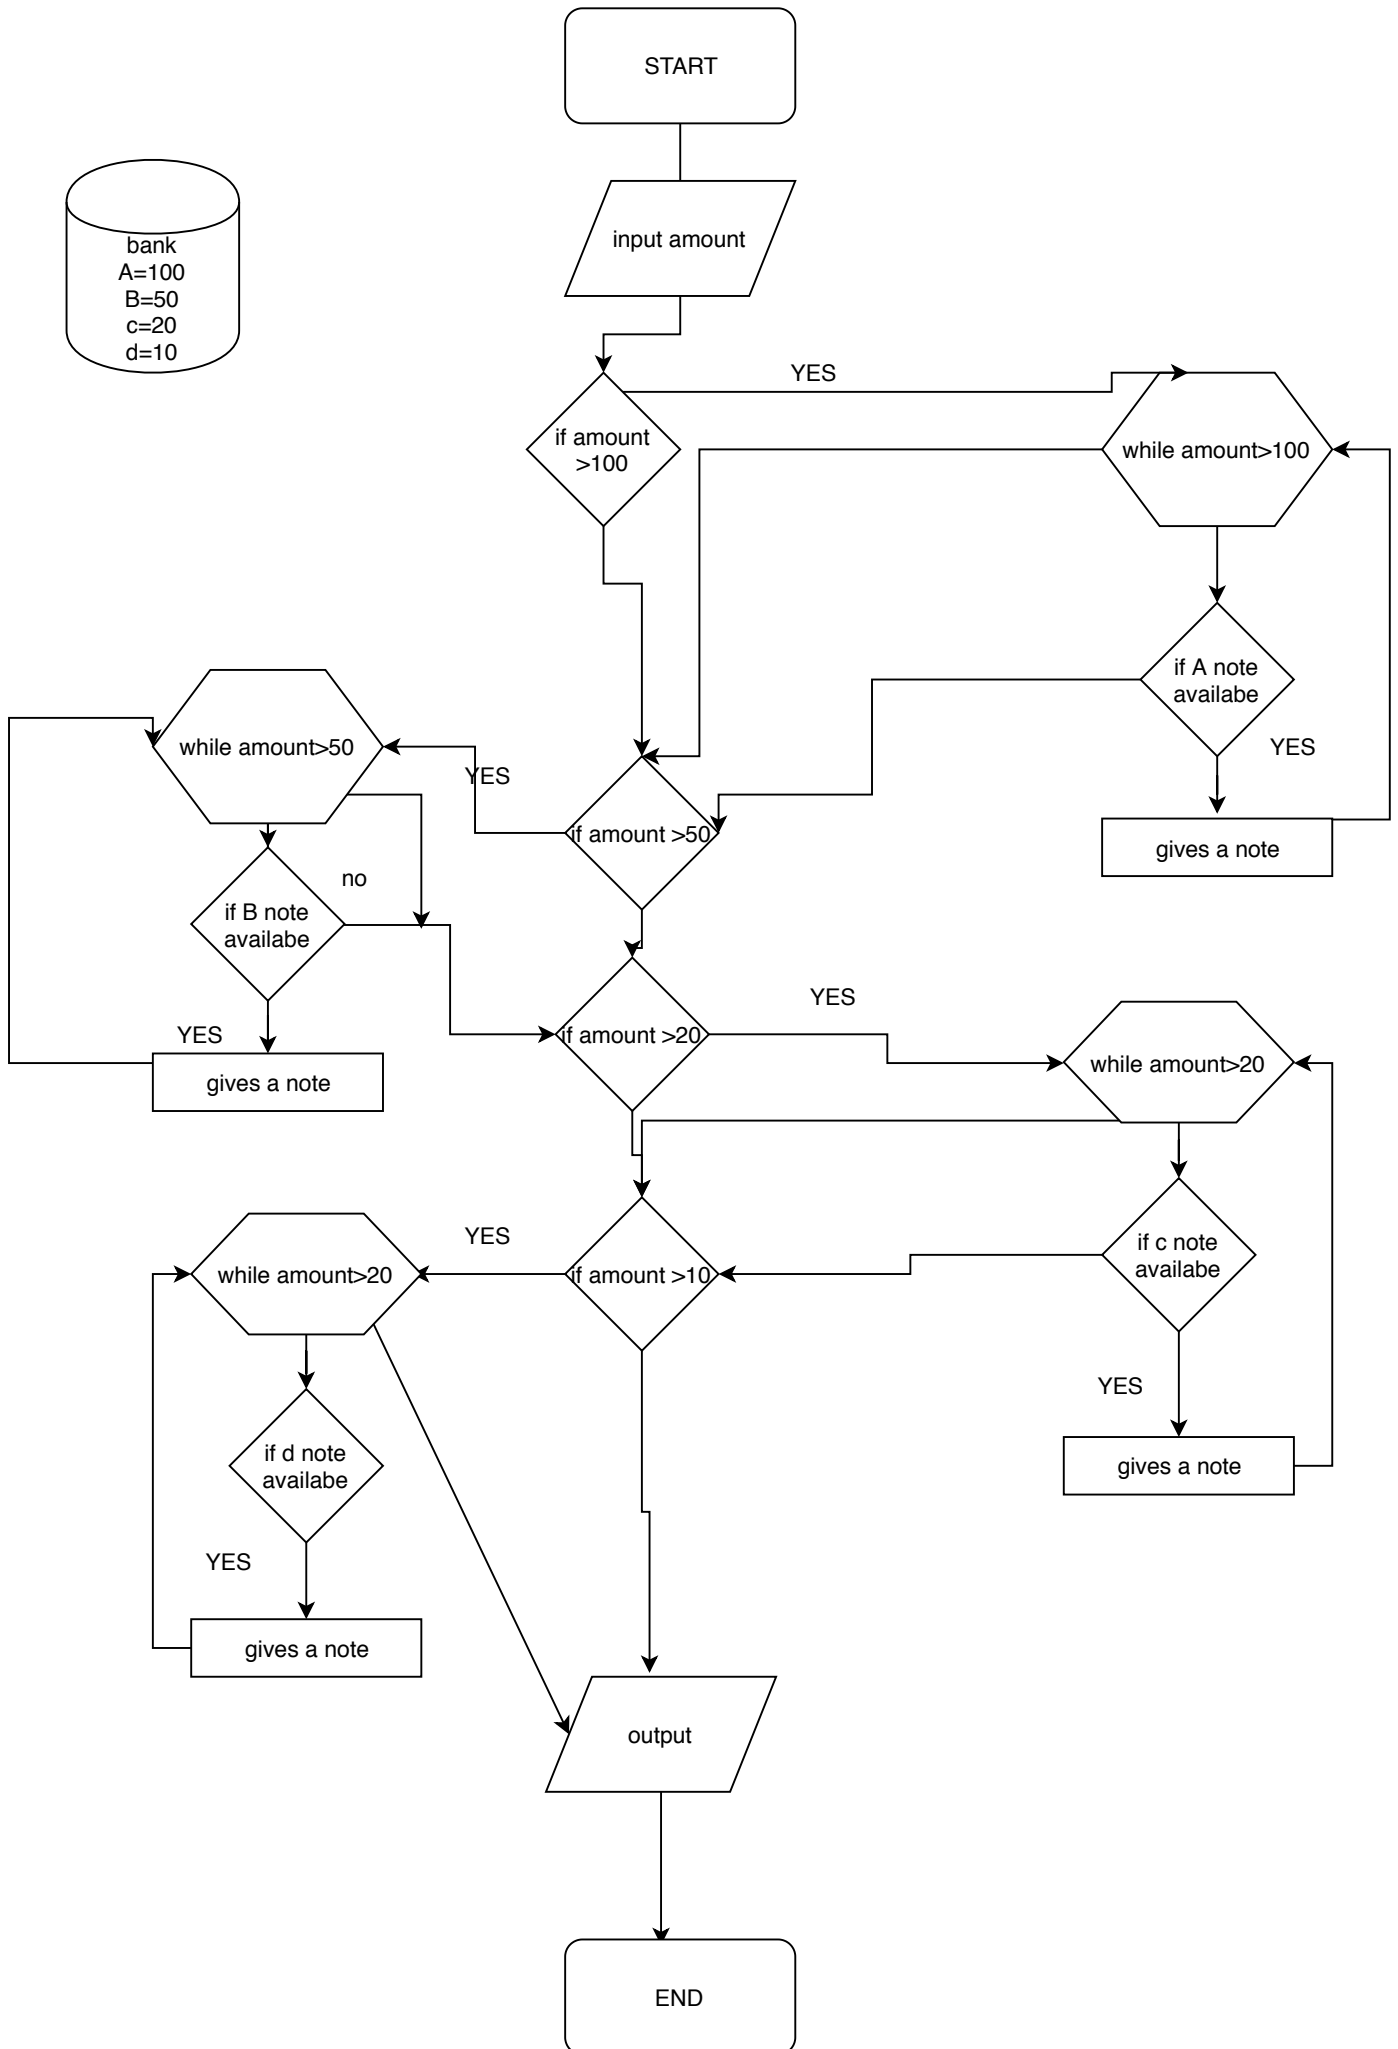 START
input amount
bank
A=100
B=50
c=20
d=10
YES
if amount
>100
while amount>100
if A note
availabe
YES
gives a note
while amount>50
YES
if amount >50
no
if B note
availabe
YES
gives a note
if amount >20
YES
while amount>20
if c note
availabe
YES
gives a note
YES
if amount >10
while amount>20
if d note
availabe
YES
gives a note
output
END